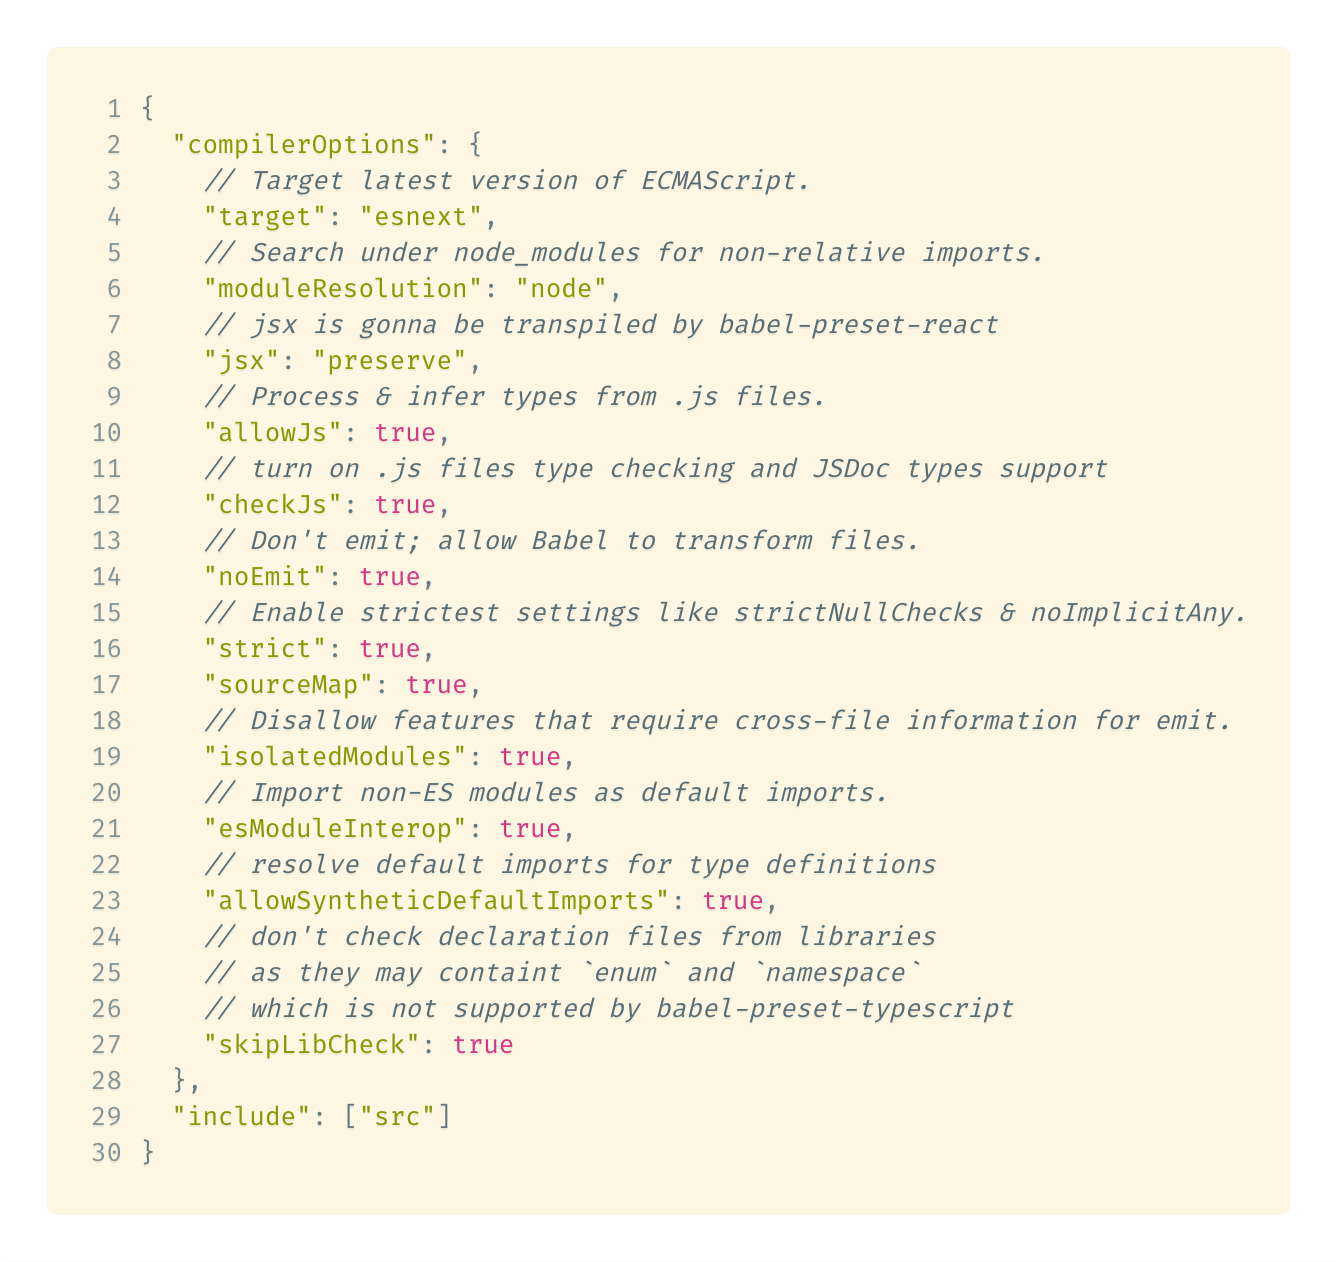 1 {
2   "compilerOptions": {
3     // Target latest version of ECMAScript.
4     "target": "esnext",
5     // Search under node_modules for non-relative imports.
6     "moduleResolution": "node",
7     // jsx is gonna be transpiled by babel-preset-react
8     "jsx": "preserve",
9     // Process & infer types from .js files.
10     "allowJs": true,
11     // turn on .js files type checking and JSDoc types support
12     "checkJs": true,
13     // Don't emit; allow Babel to transform files.
14     "noEmit": true,
15     // Enable strictest settings like strictNullChecks & noImplicitAny.
16     "strict": true,
17     "sourceMap": true,
18     // Disallow features that require cross-file information for emit.
19     "isolatedModules": true,
20     // Import non-ES modules as default imports.
21     "esModuleInterop": true,
22     // resolve default imports for type definitions
23     "allowSyntheticDefaultImports": true,
24     // don't check declaration files from libraries
25     // as they may containt `enum` and `namespace`
26     // which is not supported by babel-preset-typescript
27     "skipLibCheck": true
28   },
29   "include": ["src"]
30 }